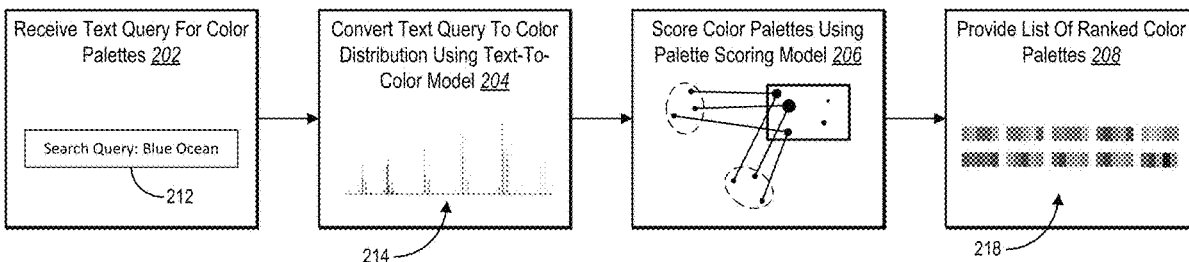 Receive Text Query For Color
Palettes 202
Search Query: Blue Ocean
212
Convert Text Query To Color
Distribution Using Text-To-
Color Model 204
214
Score Color Palettes Using
Palette Scoring Model 206
Provide List Of Ranked Color
Palettes 208
218